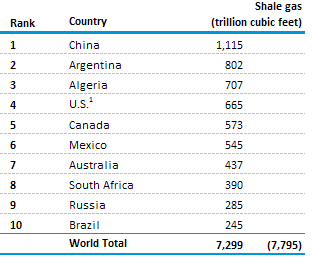 Shale gas
Rank Country (trillion cubic feet)
1 China 1,115
2 Argentina 802
3 Algeria 707
4 U.S.¹ 665
5 Canada 573
6 Mexico 545
7 Australia 437
8 South Africa 390
9 Russia 285
10 Brazil 245
World Total 7,299 (7,795)